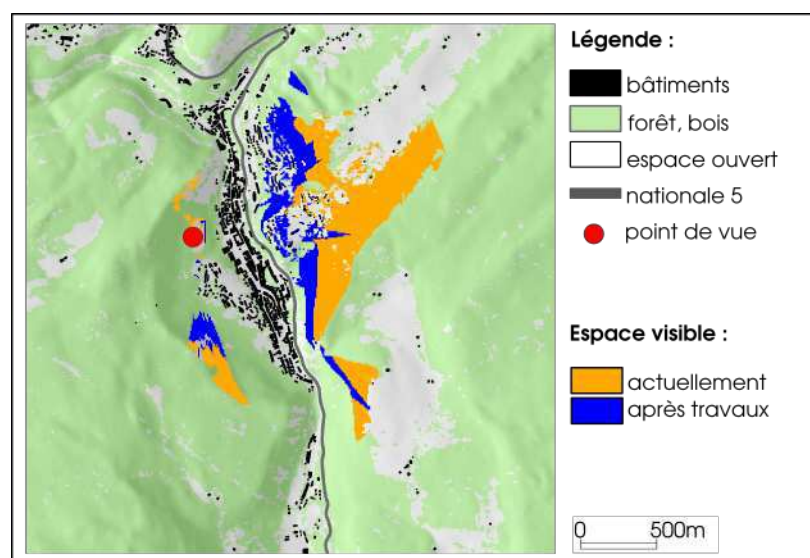 Légende :
bâtiments
forêt, bois
espace ouvert
nationale 5
point de vue
Espace visible :
actuellement
après travaux
0 500m